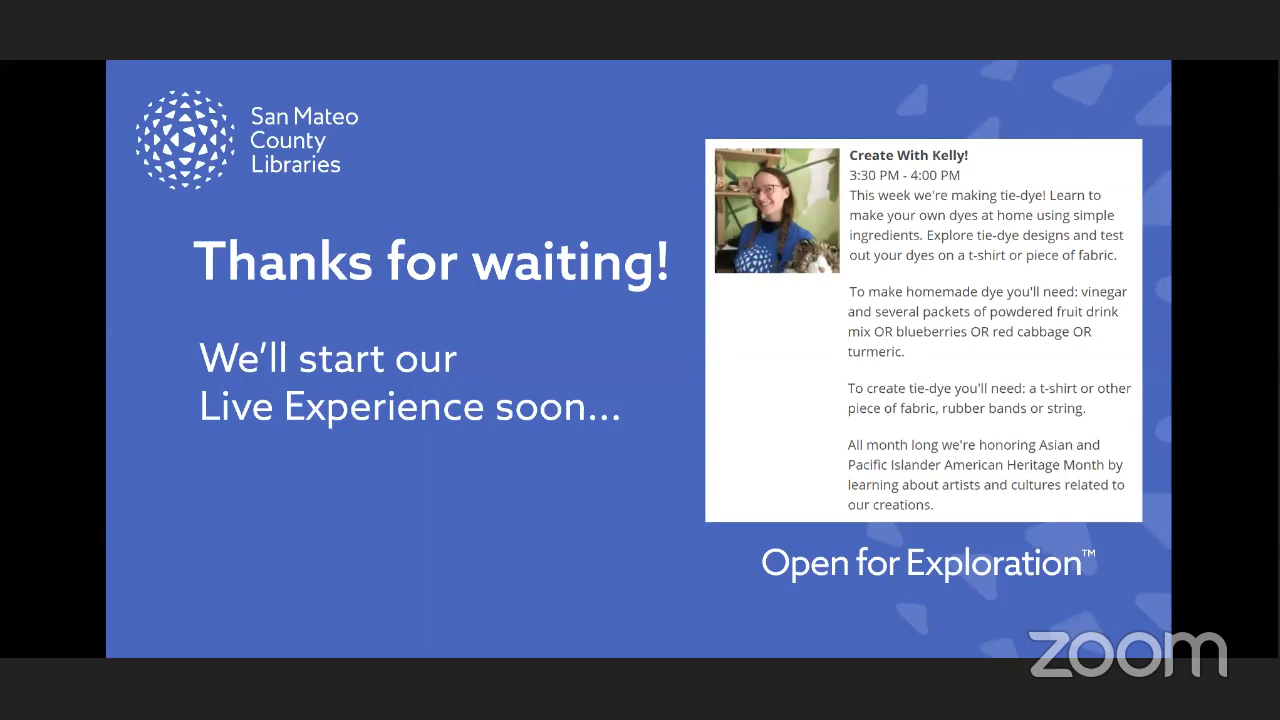 San Mateo
County
Libraries
Thanks for waiting!
We'll start our
Live Experience soon...
Create With Kelly!
3:30 PM - 4:00 PM
This week we're making tie-dye! Learn to
make your own dyes at home using simple
ingredients. Explore tie-dye designs and test
out your dyes on a t-shirt or piece of fabric.
To make homemade dye you'll need: vinegar
and several packets of powdered fruit drink
mix OR blueberries OR red cabbage OR
turmeric.
To create tie-dye you'll need: a t-shirt or other
piece of fabric, rubber bands or string.
All month long we're honoring Asian and
Pacific Islander American Heritage Month by
learning about artists and cultures related to
our creations.
Open for Exploration™
zoom